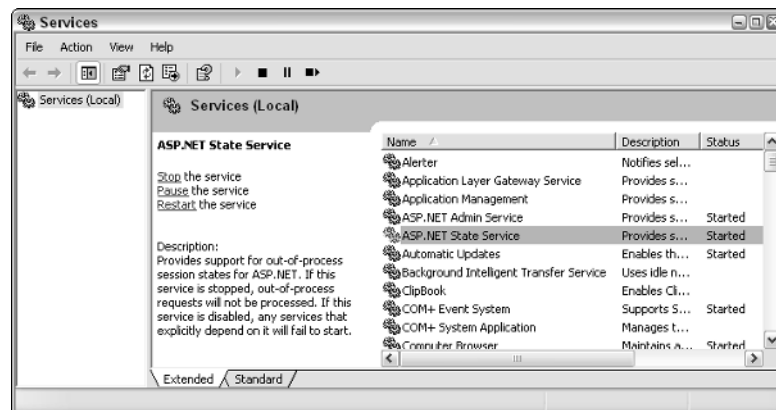 Services
File Action View Help
Services (Local)
Services (Local)
ASP.NET State Service
Stop the service
Pause the service
Restart the service
Description:
Provides support for out-of-process
session states for ASP.NET. If this
service is stopped, out-of-process
requests will not be processed. If this
service is disabled, any services that
explicitly depend on it will fail to start.
Name Description Status
Alerter Notifies sel...
Application Layer Gateway Service Provides s...
Application Management Provides s...
ASP.NET Admin Service Provides s... Started
ASP.NET State Service Provides s... Started
Automatic Updates Enables th... Started
Background Intelligent Transfer Service Uses idle n...
ClipBook Enables Cli...
COM+ Event System Supports S... Started
COM+ System Application Manages t...
Computer Browser Maintains a... Started
Extended Standard